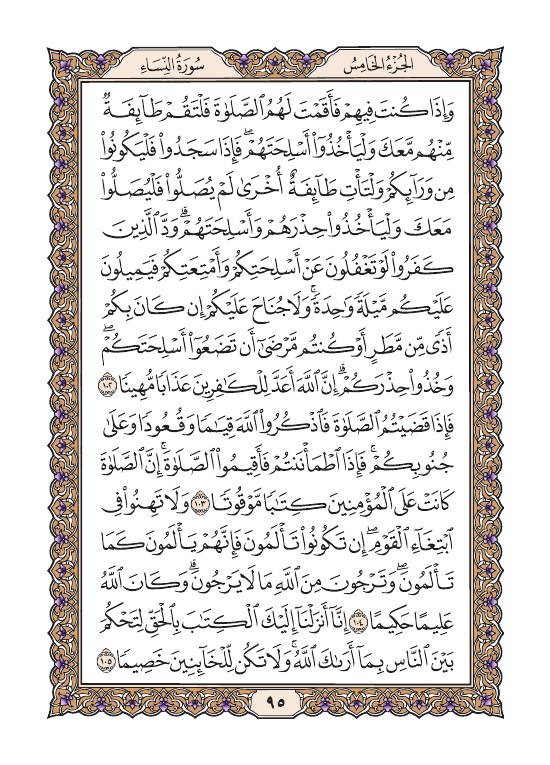 الجُزْءُ الخَامِسُ
سُورَةُ النِّسَاءِ
وَإِذَا كُنتَ فِيهِمْ فَأَقَمْتَ لَهُمُ ٱلصَّلَوٰةَ فَلْتَقُمْ طَآئِفَةٌ
مِّنْهُم مَّعَكَ وَلْيَأْخُذُوٓاْ أَسْلِحَتَهُمْۖ فَإِذَا سَجَدُواْ فَلْيَكُونُواْ
مِن وَرَآئِكُمْ وَلْتَأْتِ طَآئِفَةٌ أُخْرَىٰ لَمْ يُصَلُّواْ فَلْيُصَلُّواْ
مَعَكَ وَلْيَأْخُذُواْ حِذْرَهُمْ وَأَسْلِحَتَهُمْۗ وَدَّ ٱلَّذِينَ
كَفَرُواْ لَوْ تَغْفُلُونَ عَنْ أَسْلِحَتِكُمْ وَأَمْتِعَتِكُمْ فَيَمِيلُونَ
عَلَيْكُم مَّيْلَةً وَٰحِدَةًۚ وَلَا جُنَاحَ عَلَيْكُمْ إِن كَانَ بِكُمْ
أَذًى مِّن مَّطَرٍ أَوْ كُنتُم مَّرْضَىٰٓ أَن تَضَعُوٓاْ أَسْلِحَتَكُمْۖ
وَخُذُواْ حِذْرَكُمْۗ إِنَّ ٱللَّهَ أَعَدَّ لِلْكَٰفِرِينَ عَذَابًا مُّهِينًا ١٠٢
فَإِذَا قَضَيْتُمُ ٱلصَّلَوٰةَ فَٱذْكُرُواْ ٱللَّهَ قِيَٰمًا وَقُعُودًا وَعَلَىٰ
جُنُوبِكُمْۚ فَإِذَا ٱطْمَأْنَنتُمْ فَأَقِيمُواْ ٱلصَّلَوٰةَۚ إِنَّ ٱلصَّلَوٰةَ
كَانَتْ عَلَى ٱلْمُؤْمِنِينَ كِتَٰبًا مَّوْقُوتًا ١٠٣ وَلَا تَهِنُواْ فِي
ٱبْتِغَآءِ ٱلْقَوْمِۖ إِن تَكُونُواْ تَأْلَمُونَ فَإِنَّهُمْ يَأْلَمُونَ كَمَا
تَأْلَمُونَۖ وَتَرْجُونَ مِنَ ٱللَّهِ مَا لَا يَرْجُونَۗ وَكَانَ ٱللَّهُ
عَلِيمًا حَكِيمًا ١٠٤ إِنَّآ أَنزَلْنَآ إِلَيْكَ ٱلْكِتَٰبَ بِٱلْحَقِّ لِتَحْكُمَ
بَيْنَ ٱلنَّاسِ بِمَآ أَرَىٰكَ ٱللَّهُۚ وَلَا تَكُن لِّلْخَآئِنِينَ خَصِيمًا ١٠٥
٩٥